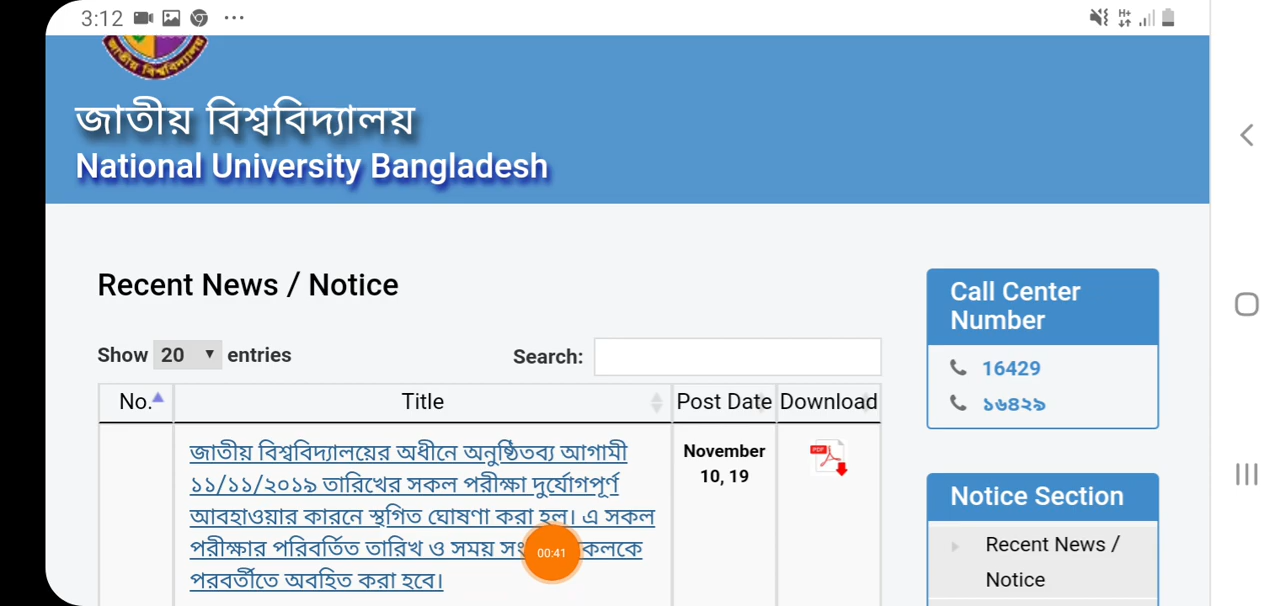 3:12
H+
জাতীয় বিশ্ববিদ্যালয়
National University Bangladesh
Recent News / Notice
Show 20 entries
Search:
No. Title Post Date Download
জাতীয় বিশ্ববিদ্যালয়ের অধীনে অনুষ্ঠিতব্য আগামী
১১/১১/২০১৯ তারিখের সকল পরীক্ষা দুর্যোগপূর্ণ
আবহাওয়ার কারনে স্থগিত ঘোষণা করা হল। এ সকল
পরীক্ষার পরিবর্তিত তারিখ ও সময়
পরবর্তীতে অবহিত করা হবে।
00:41
November
10, 19
PDF
Call Center
Number
16429
১৬৪২৯
Notice Section
Recent News /
Notice